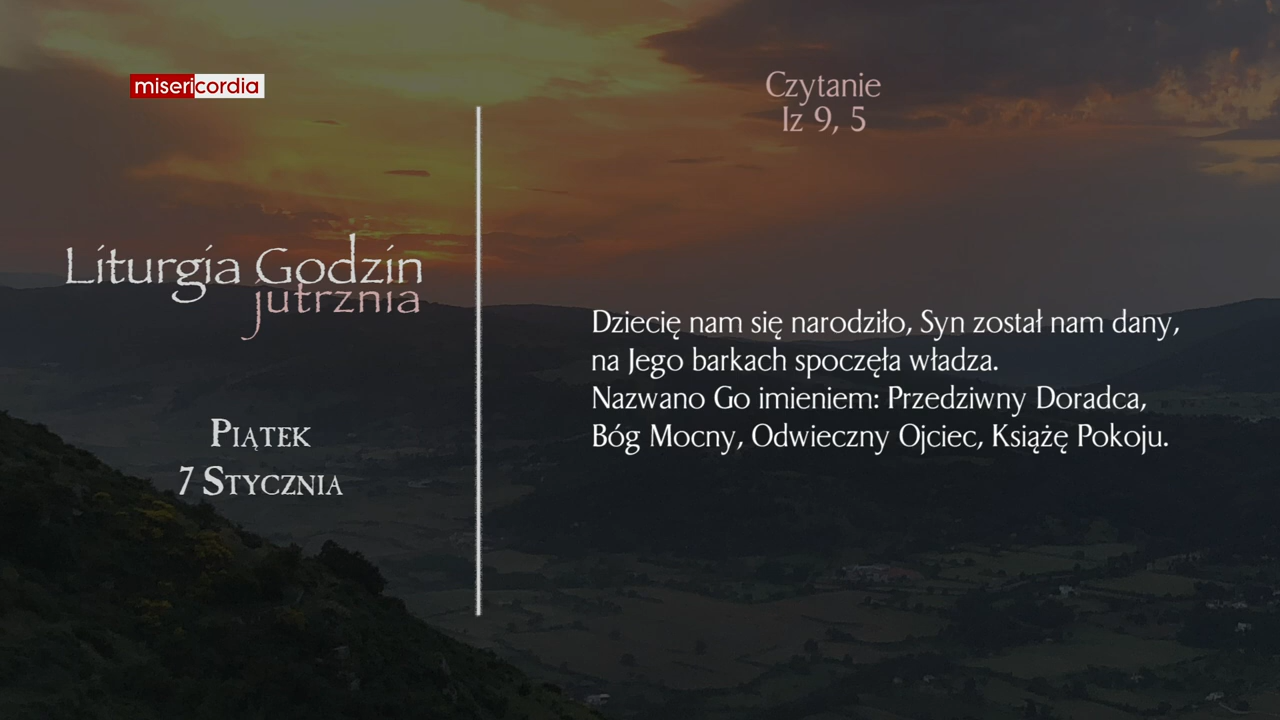 misericordia
Liturgia Godzin
jutrznia
Piątek
7 Stycznia
Czytanie
Iz 9, 5
Dziecię nam się narodziło, Syn został nam dany,
na Jego barkach spoczęła władza.
Nazwano Go imieniem: Przedziwny Doradca,
Bóg Mocny, Odwieczny Ojciec, Książę Pokoju.